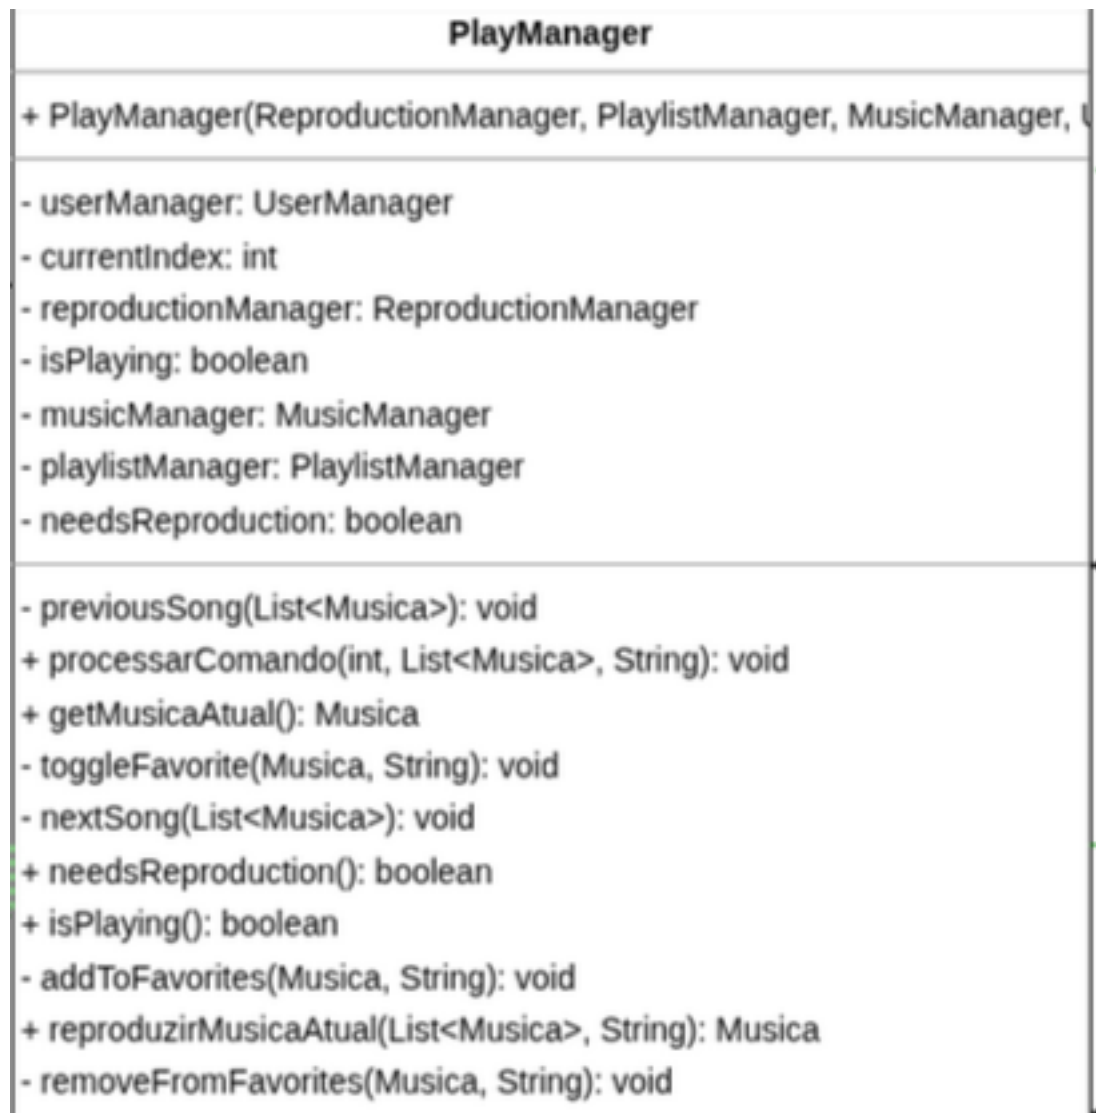 PlayManager
+ PlayManager(ReproductionManager, PlaylistManager, MusicManager,
- userManager: UserManager
- currentIndex: int
- reproductionManager: ReproductionManager
- isPlaying: boolean
- musicManager: MusicManager
- playlistManager: PlaylistManager
- needsReproduction: boolean
- previousSong(List<Musica>): void
+ processarComando(int, List<Musica>, String): void
+ getMusicaAtual(): Musica
- toggleFavorite(Musica, String): void
- nextSong(List<Musica>): void
+ needsReproduction(): boolean
+ isPlaying(): boolean
- addToFavorites(Musica, String): void
+ reproduzirMusicaAtual(List<Musica>, String): Musica
- removeFromFavorites(Musica, String): void